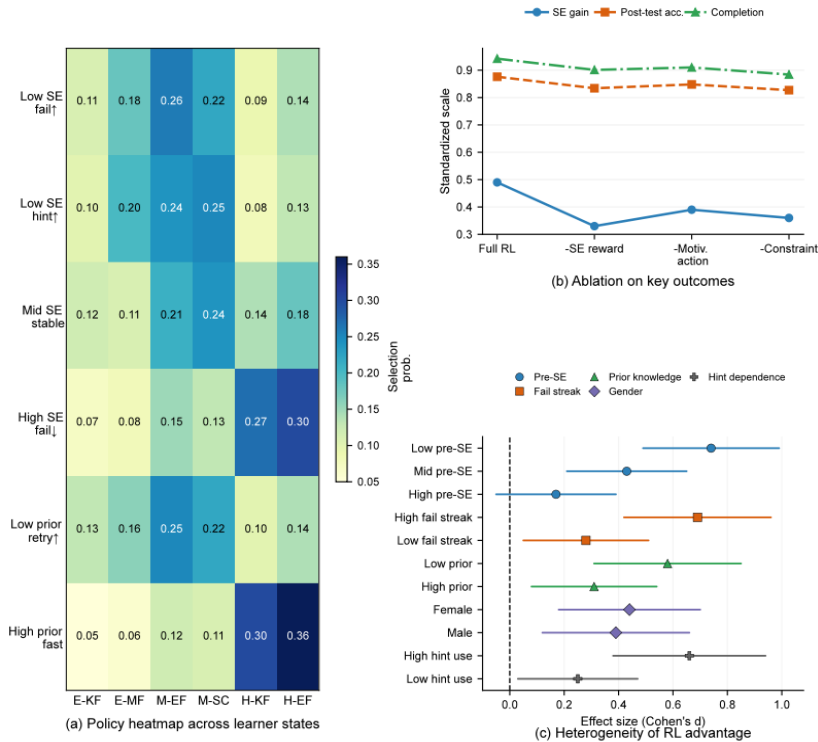 Low SE
fail↑
0.11 0.18 0.26 0.22 0.09 0.14
Low SE
hint↑
0.10 0.20 0.24 0.25 0.08 0.13
Mid SE
stable
0.12 0.11 0.21 0.24 0.14 0.18
High SE
fail↓
0.07 0.08 0.15 0.13 0.27 0.30
Low prior
retry↑
0.13 0.16 0.25 0.22 0.10 0.14
High prior
fast
0.05 0.06 0.12 0.11 0.30 0.36
E-KF E-MF M-EF M-SC H-KF H-EF
(a) Policy heatmap across learner states
0.35
0.30
0.25
0.20
0.15
0.10
0.05
Selection
prob.
SE gain Post-test acc. Completion
Standardized scale
0.9
0.8
0.7
0.6
0.5
0.4
0.3
Full RL -SE reward -Motiv.
action -Constraint
(b) Ablation on key outcomes
Pre-SE Prior knowledge Hint dependence
Fail streak Gender
Low pre-SE
Mid pre-SE
High pre-SE
High fail streak
Low fail streak
Low prior
High prior
Female
Male
High hint use
Low hint use
0.0 0.2 0.4 0.6 0.8 1.0
Effect size (Cohen's d)
(c) Heterogeneity of RL advantage